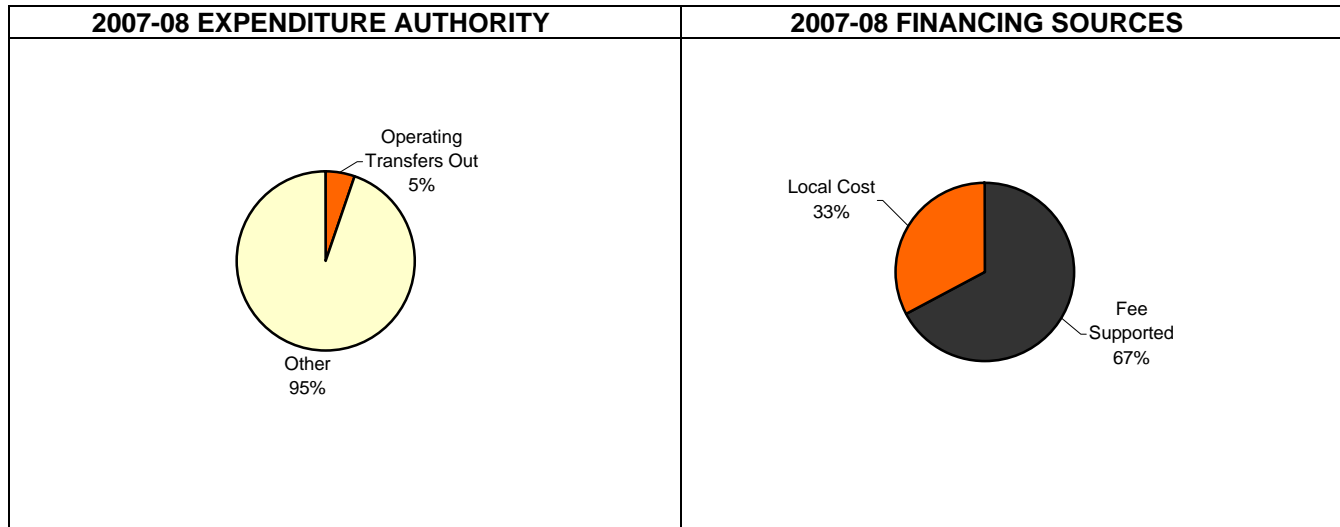 2007-08 EXPENDITURE AUTHORITY
Operating
Transfers Out
5%
Other
95%
2007-08 FINANCING SOURCES
Local Cost
33%
Fee
Supported
67%